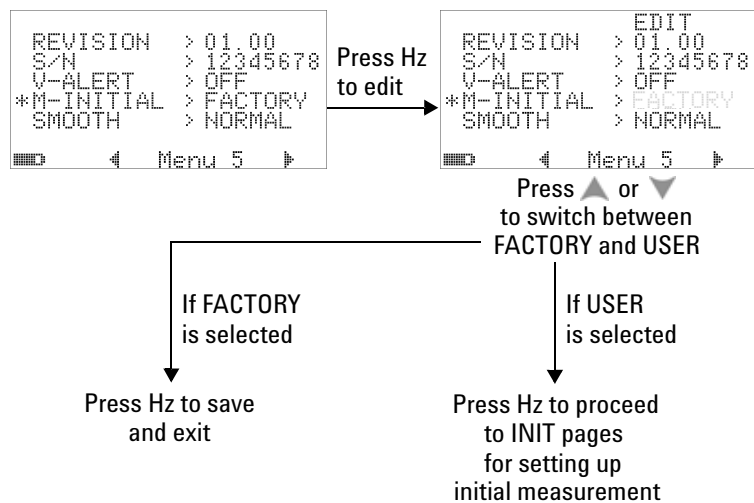 REVISION > 01.00
S/N > 12345678
V-ALERT > OFF
*M-INITIAL > FACTORY
SMOOTH > NORMAL
Menu 5
Press Hz
to edit
EDIT
REVISION > 01.00
S/N > 12345678
V-ALERT > OFF
*M-INITIAL > FACTORY
SMOOTH > NORMAL
Menu 5
Press ▲ or ▼
to switch between
FACTORY and USER
If FACTORY
is selected
Press Hz to save
and exit
If USER
is selected
Press Hz to proceed
to INIT pages
for setting up
initial measurement